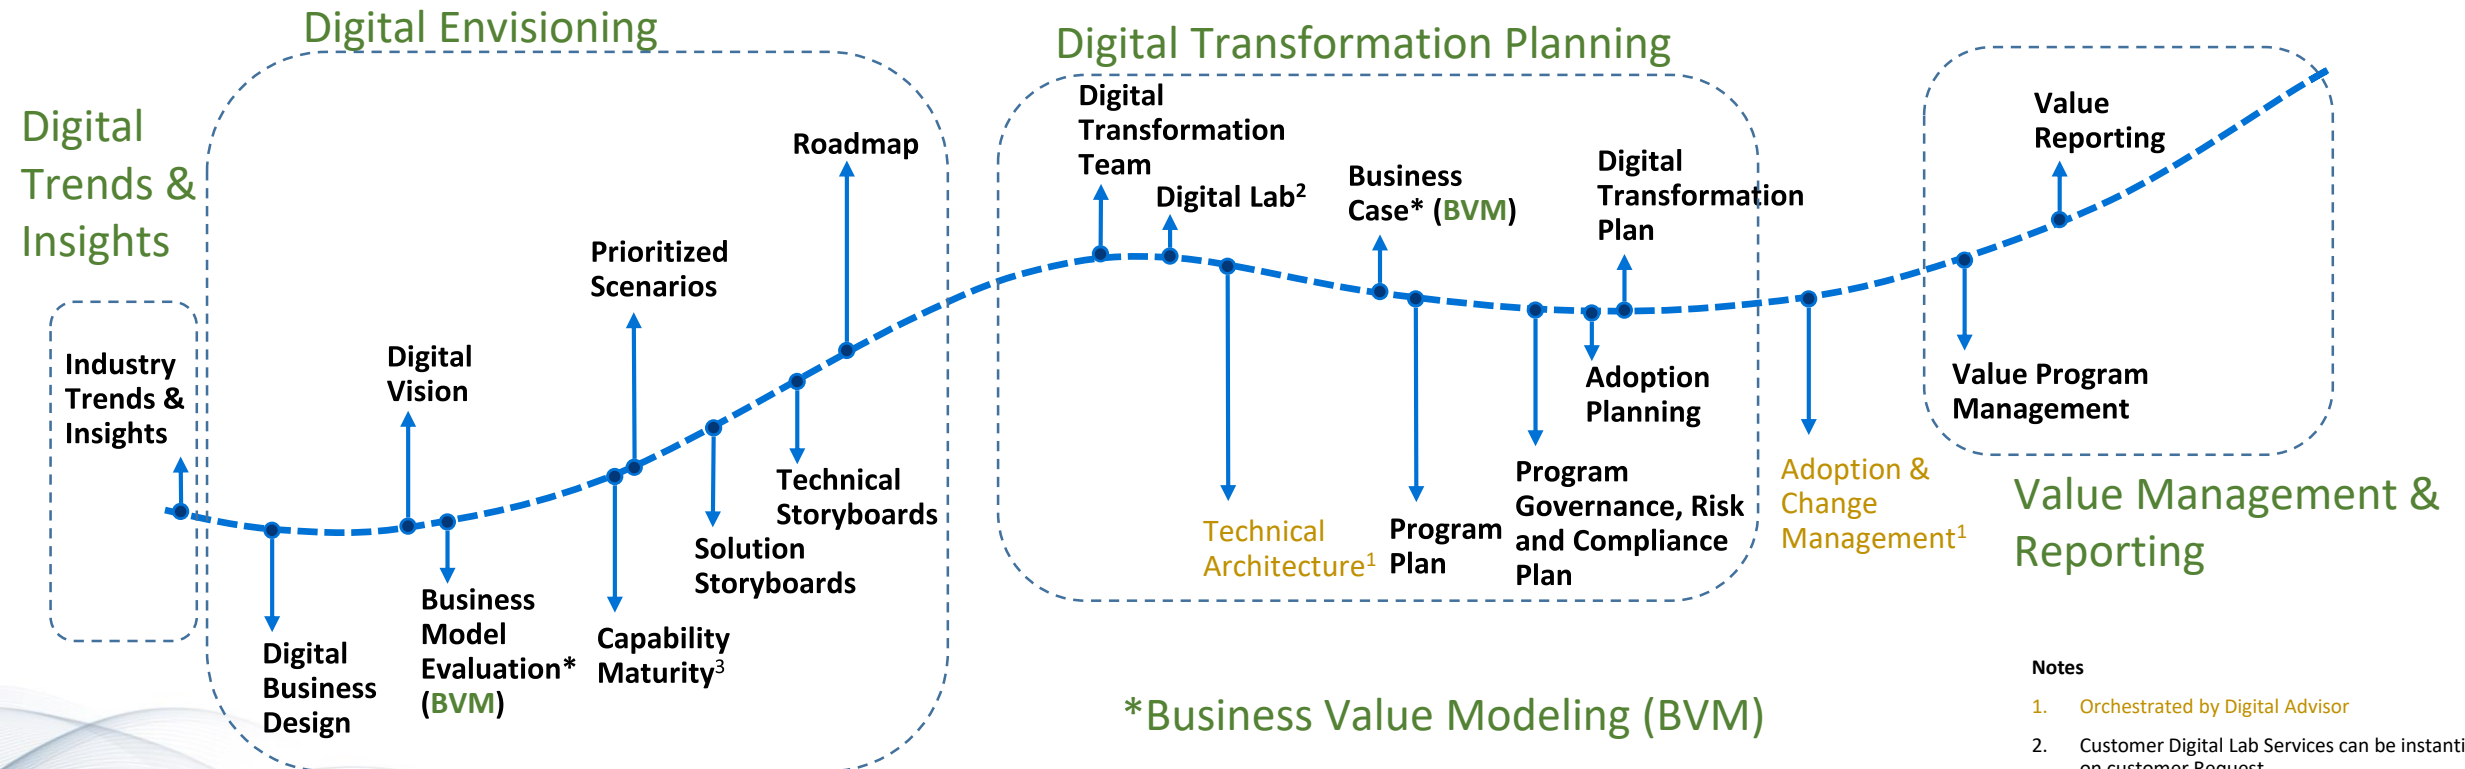 Digital Envisioning
Digital Transformation Planning
Digital
Trends &
Insights
Industry
Trends &
Insights
Digital
Business
Design
Digital
Vision
Business
Model
Evaluation*
(BVM)
Capability
Maturity3
Prioritized
Scenarios
Solution
Storyboards
Technical
Storyboards
Roadmap
Digital
Transformation
Team
Digital Lab2
Technical
Architecture1
Business
Case* (BVM)
Program
Plan
Program
Governance, Risk
and Compliance
Plan
Adoption
Planning
Digital
Transformation
Plan
Adoption &
Change
Management1
Value Program
Management
Value
Reporting
Value Management &
Reporting
*Business Value Modeling (BVM)
Notes
1. Orchestrated by Digital Advisor
2. Customer Digital Lab Services can be instanti
on customer Request